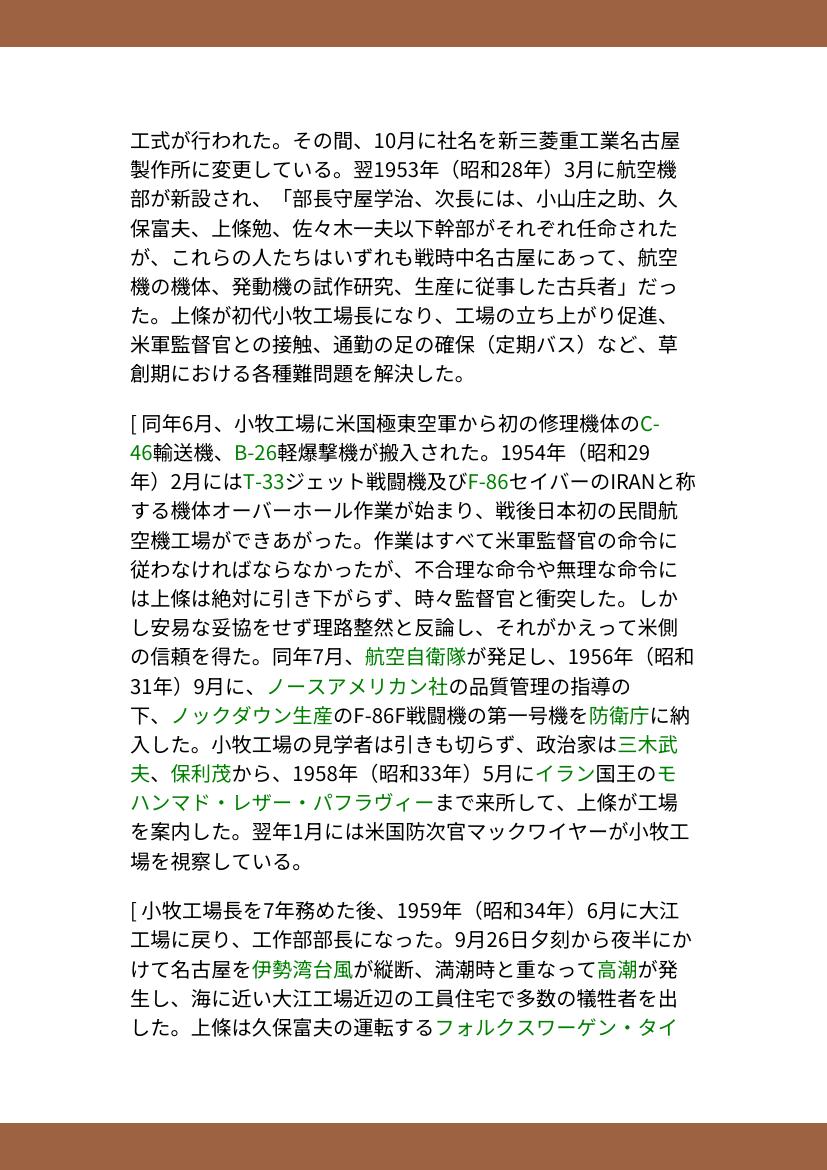 工式が行われた。その間、10月に社名を新三菱重工業名古屋
製作所に変更している。翌1953年（昭和28年）3月に航空機
部が新設され、「部長守屋学治、次長には、小山庄之助、久
保富夫、上條勉、佐々木一夫以下幹部がそれぞれ任命された
が、これらの人たちはいずれも戦時中名古屋にあって、航空
機の機体、発動機の試作研究、生産に従事した古兵者」だっ
た。上條が初代小牧工場長になり、工場の立ち上がり促進、
米軍監督官との接触、通勤の足の確保（定期バス）など、草
創期における各種難問題を解決した。
[ 同年6月、小牧工場に米国極東空軍から初の修理機体のC-
46輸送機、B-26軽爆撃機が搬入された。1954年（昭和29
年）2月にはT-33ジェット戦闘機及びF-86セイバーのIRANと称
する機体オーバーホール作業が始まり、戦後日本初の民間航
空機工場ができあがった。作業はすべて米軍監督官の命令に
従わなければならなかったが、不合理な命令や無理な命令に
は上條は絶対に引き下がらず、時々監督官と衝突した。しか
し安易な妥協をせず理路整然と反論し、それがかえって米側
の信頼を得た。同年7月、航空自衛隊が発足し、1956年（昭和
31年）9月に、ノースアメリカン社の品質管理の指導の
下、ノックダウン生産のF-86F戦闘機の第一号機を防衛庁に納
入した。小牧工場の見学者は引きも切らず、政治家は三木武
夫、保利茂から、1958年（昭和33年）5月にイラン国王のモ
ハンマド・レザー・パフラヴィーまで来所して、上條が工場
を案内した。翌年1月には米国防次官マックワイヤーが小牧工
場を視察している。
[ 小牧工場長を7年務めた後、1959年（昭和34年）6月に大江
工場に戻り、工作部部長になった。9月26日夕刻から夜半にか
けて名古屋を伊勢湾台風が縦断、満潮時と重なって高潮が発
生し、海に近い大江工場近辺の工員住宅で多数の犠牲者を出
した。上條は久保富夫の運転するフォルクスワーゲン・タイ